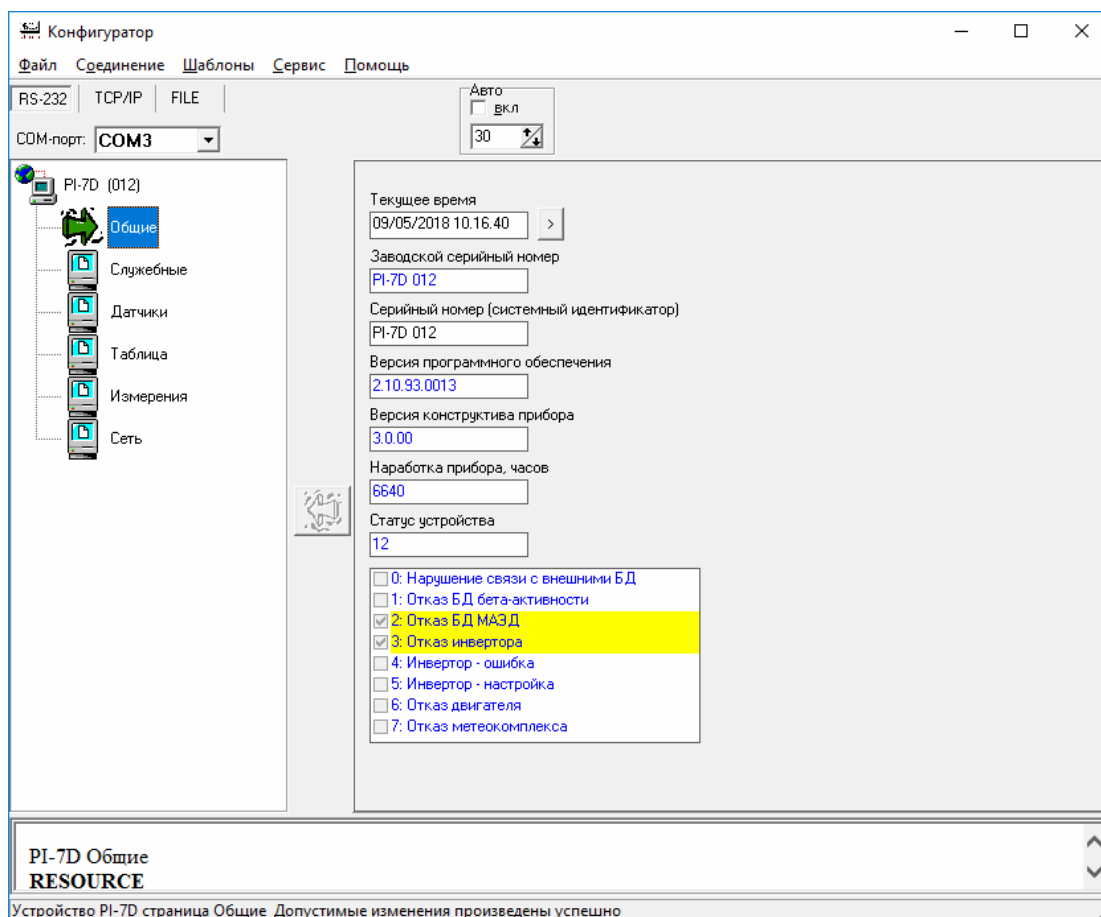 Конфигуратор
Файл Соединение Шаблоны Сервис Помощь
RS-232 TCP/IP FILE
Авто
вкл
30
COM-порт: COM3
PI-7D (012)
Общие
Служебные
Датчики
Таблица
Измерения
Сеть
Текущее время
09/05/2018 10.16.40 >
Заводской серийный номер
PI-7D 012
Серийный номер (системный идентификатор)
PI-7D 012
Версия программного обеспечения
2.10.93.0013
Версия конструктива прибора
3.0.00
Наработка прибора, часов
6640
Статус устройства
12
0: Нарушение связи с внешними БД
1: Отказ БД бета-активности
2: Отказ БД МАЭД
3: Отказ инвертора
4: Инвертор - ошибка
5: Инвертор - настройка
6: Отказ двигателя
7: Отказ метеокомплекса
PI-7D Общие
RESOURCE
Устройство PI-7D страница Общие Допустимые изменения произведены успешно